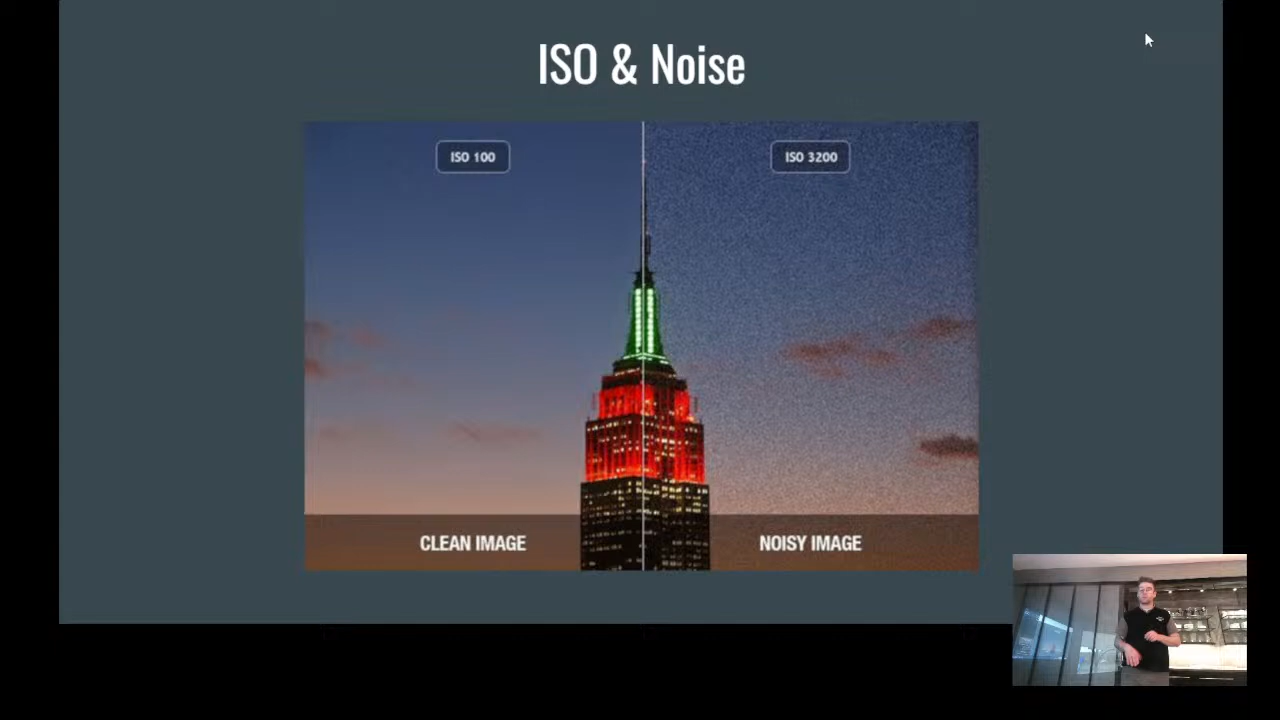 ISO & Noise
ISO 100
ISO 3200
CLEAN IMAGE
NOISY IMAGE